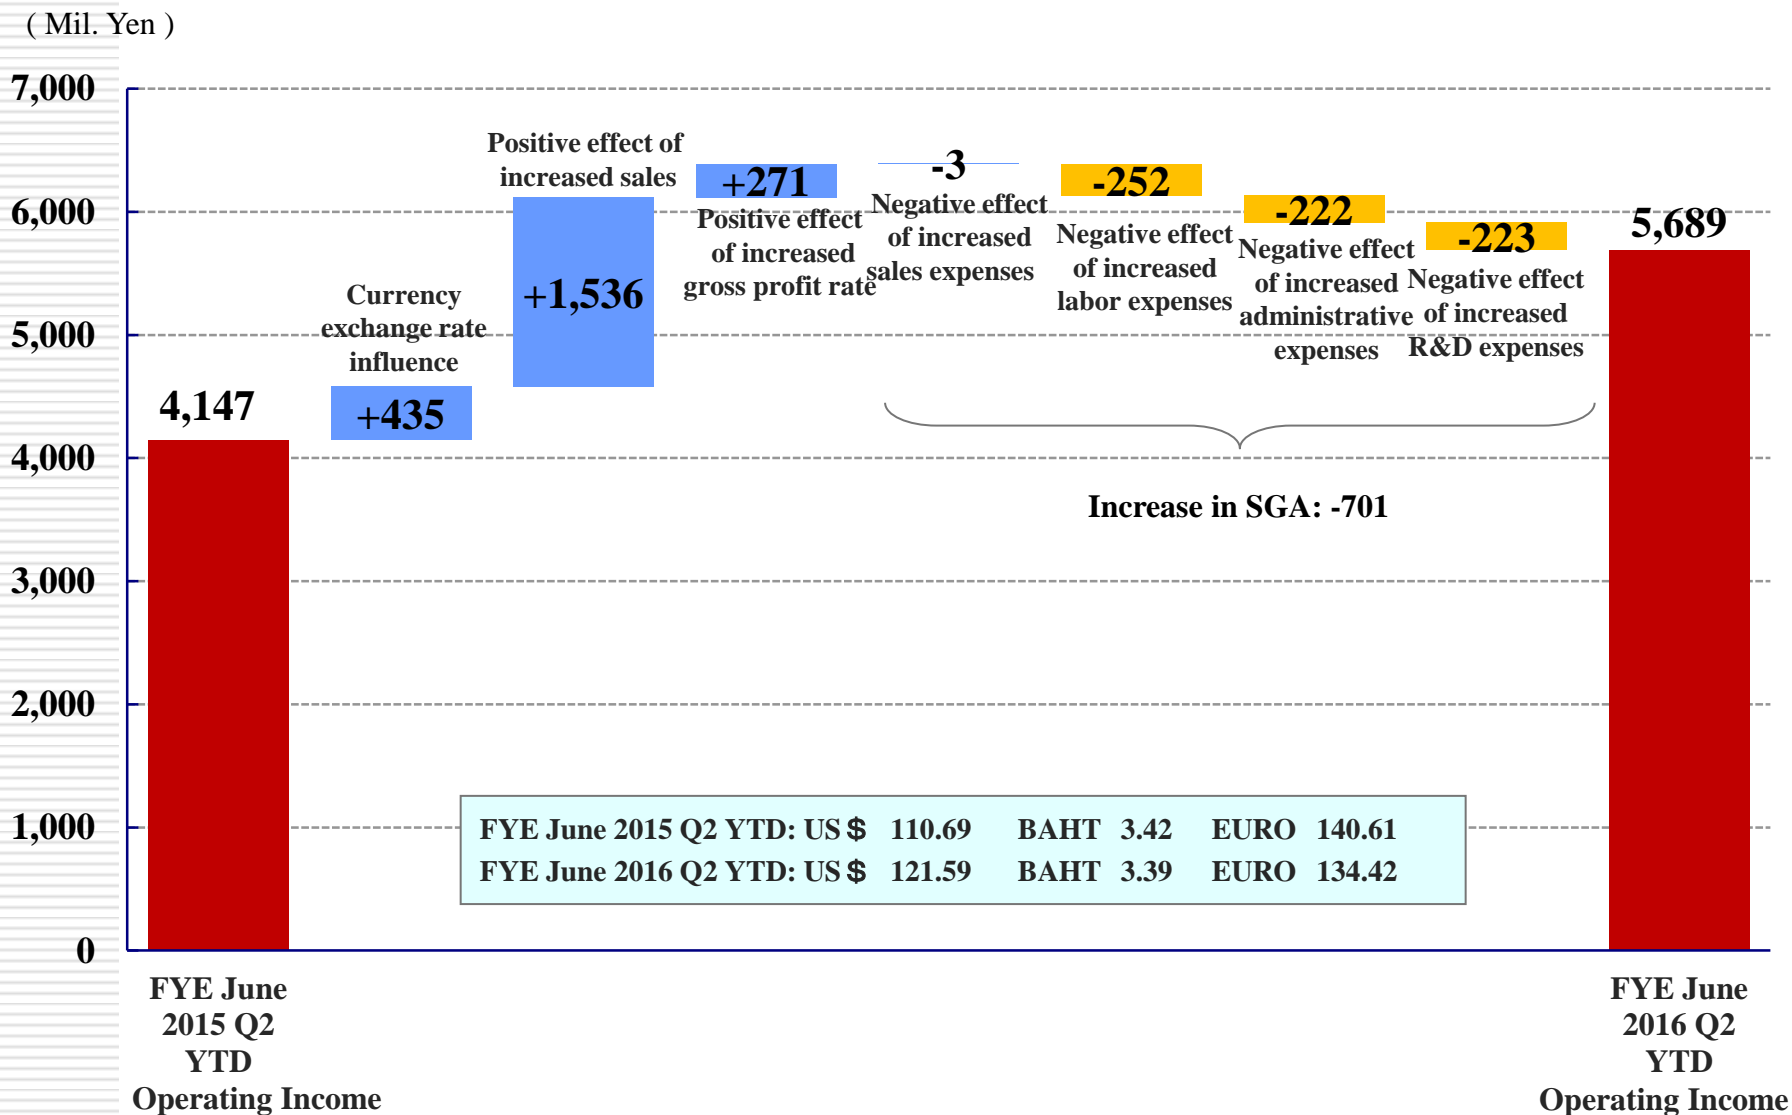 ( Mil. Yen )
7,000
6,000
5,000
4,000
3,000
2,000
1,000
0
4,147
Currency
exchange rate
influence
+435
Positive effect of
increased sales
+1,536
+271
Positive effect
of increased
gross profit rate
-3
Negative effect
of increased
sales expenses
-252
Negative effect
of increased
labor expenses
-222
Negative effect
of increased
administrative
expenses
-223
Negative effect
of increased
R&D expenses
5,689
Increase in SGA: -701
FYE June 2015 Q2 YTD: US $ 110.69 BAHT 3.42 EURO 140.61
FYE June 2016 Q2 YTD: US $ 121.59 BAHT 3.39 EURO 134.42
FYE June
2015 Q2
YTD
Operating Income
FYE June
2016 Q2
YTD
Operating Income